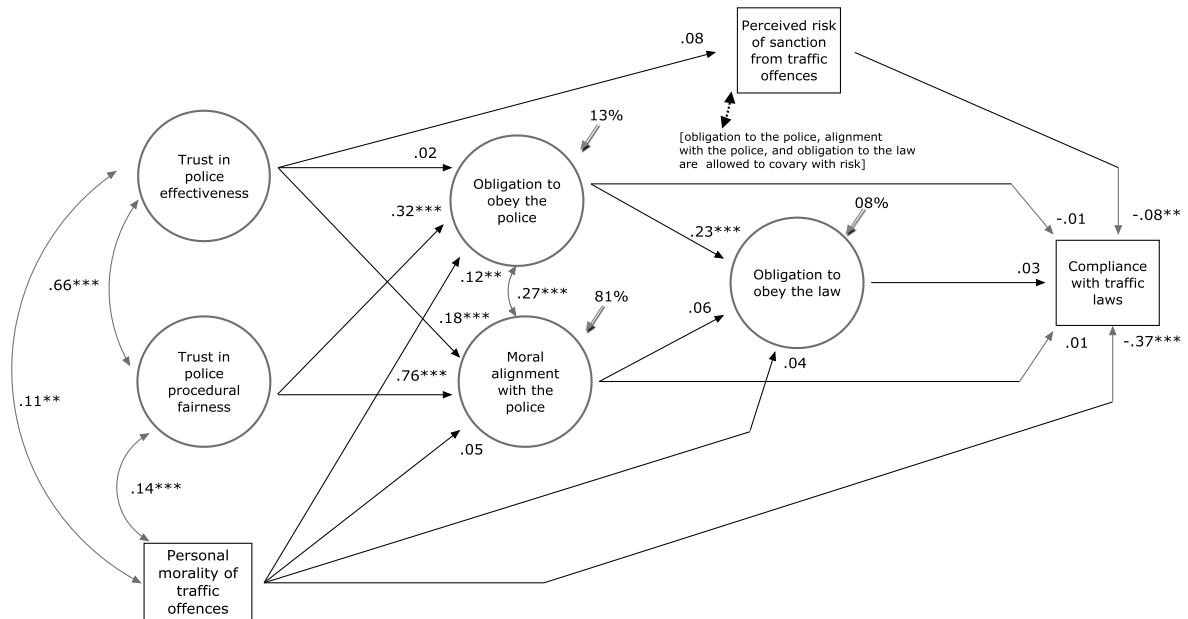 .08
Perceived risk
of sanction
from traffic
offences
13%
[obligation to the police, alignment
with the police, and obligation to the law
are allowed to covary with risk]
Trust in
police
effectiveness
.02
Obligation to
obey the
police
.32***
08%
-.01
-.08**
.23***
.66***
.12**
.27***
81%
Obligation to
obey the law
.03
Compliance
with traffic
laws
.18***
.06
Trust in
police
procedural
fairness
.76***
Moral
alignment
with the
police
.04
.01
-.37***
.11**
.05
.14***
Personal
morality of
traffic
offences